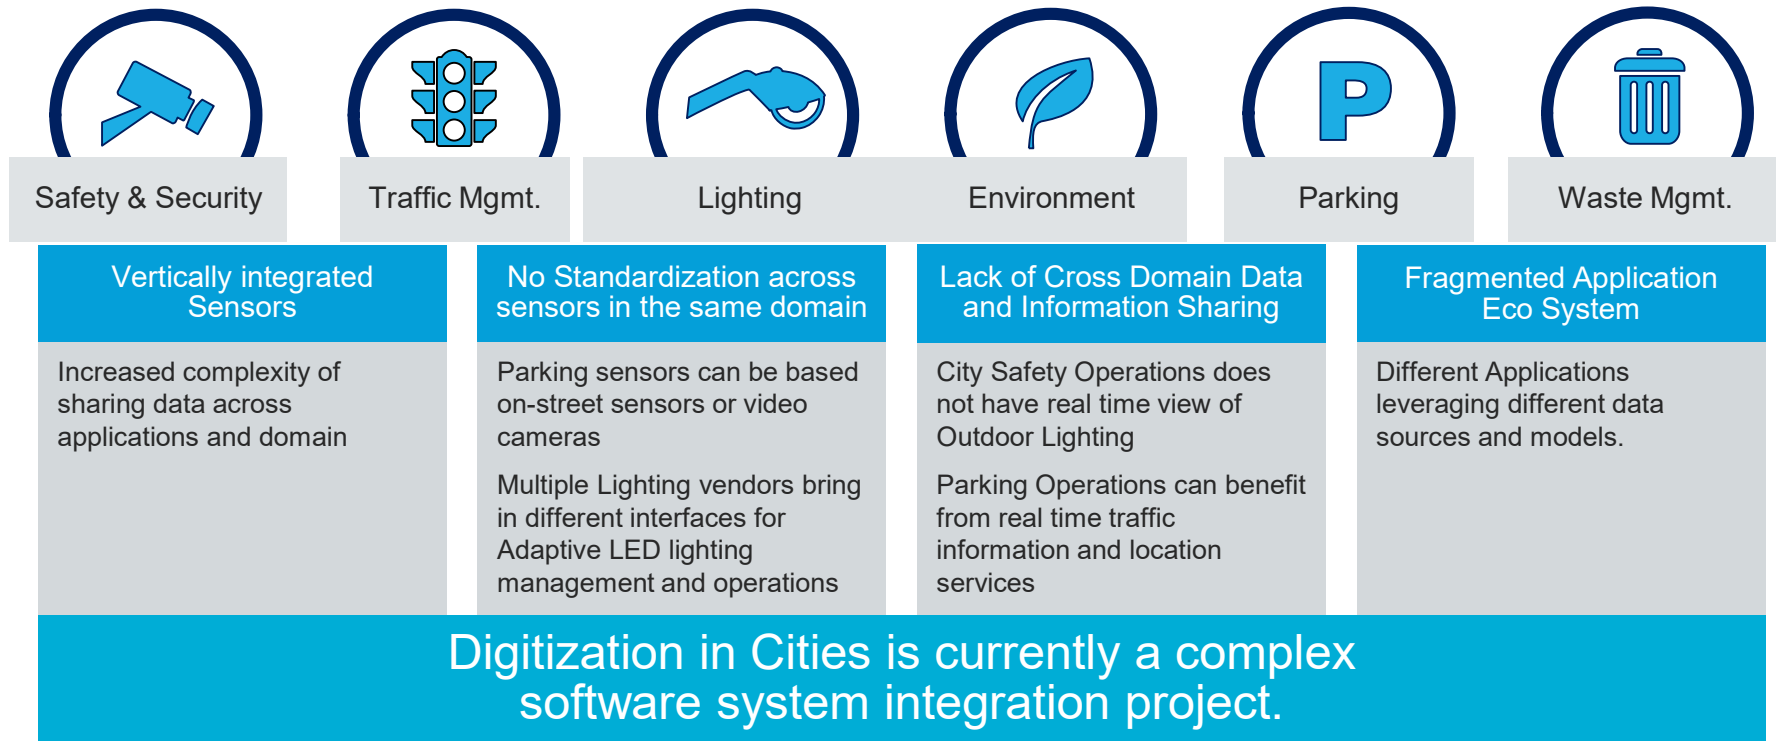 Safety & Security
Traffic Mgmt.
Lighting
Environment
Parking
Waste Mgmt.
Vertically integrated
Sensors
Increased complexity of
sharing data across
applications and domain
No Standardization across
sensors in the same domain
Parking sensors can be based
on-street sensors or video
cameras
Multiple Lighting vendors bring
in different interfaces for
Adaptive LED lighting
management and operations
Lack of Cross Domain Data
and Information Sharing
City Safety Operations does
not have real time view of
Outdoor Lighting
Parking Operations can benefit
from real time traffic
information and location
services
Fragmented Application
Eco System
Different Applications
leveraging different data
sources and models.
Digitization in Cities is currently a complex
software system integration project.